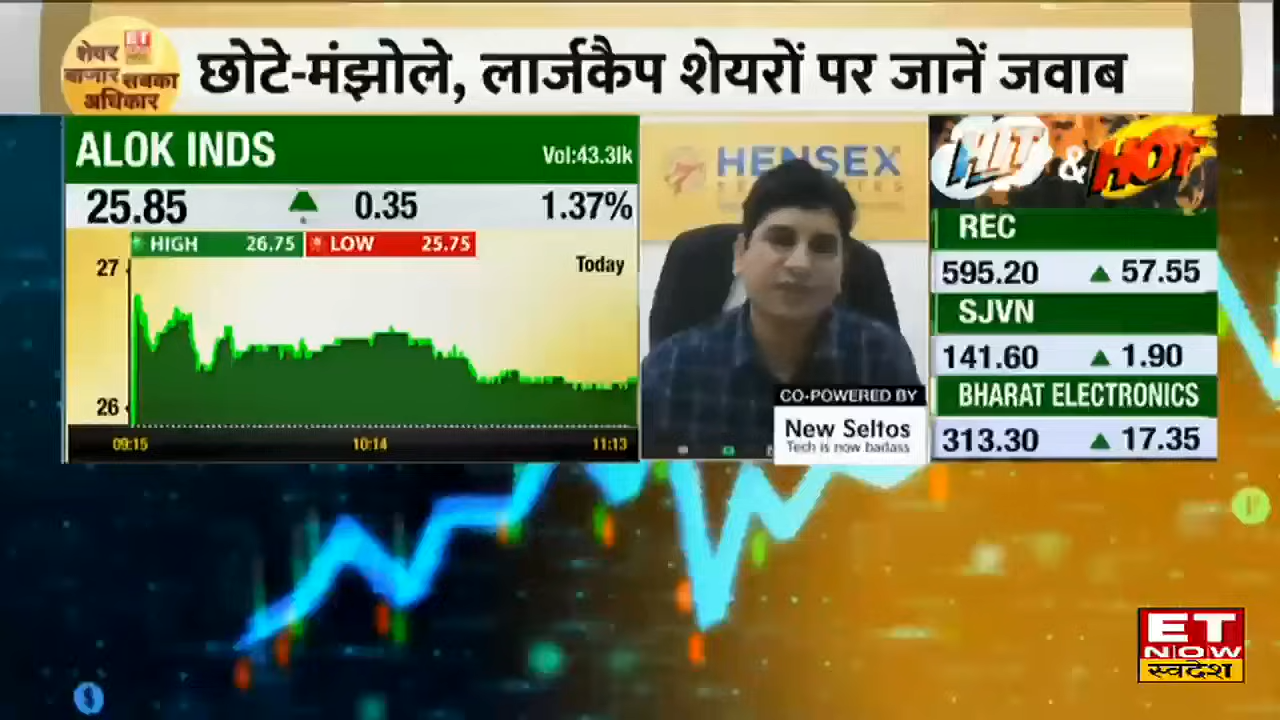 शेयर
बाजार सबका
अधिकार
छोटे-मंझोले, लार्जकैप शेयरों पर जानें जवाब
ALOK INDS
Vol:43.3lk
25.85 0.35 1.37%
HIGH 26.75 LOW 25.75
Today
27
26
09:15 10:14 11:13
HENSEX
CO-POWERED BY
New Seltos
Tech is now badass
HIT & HOT
REC
595.20 57.55
SJVN
141.60 1.90
BHARAT ELECTRONICS
313.30 17.35
ET
NOW
स्वदेश